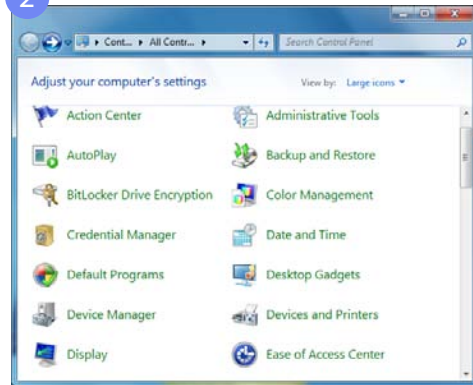 2
Cont... All Contr... Search Control Panel
Adjust your computer's settings View by: Large icons
Action Center Administrative Tools
AutoPlay Backup and Restore
BitLocker Drive Encryption Color Management
Credential Manager Date and Time
Default Programs Desktop Gadgets
Device Manager Devices and Printers
Display Ease of Access Center